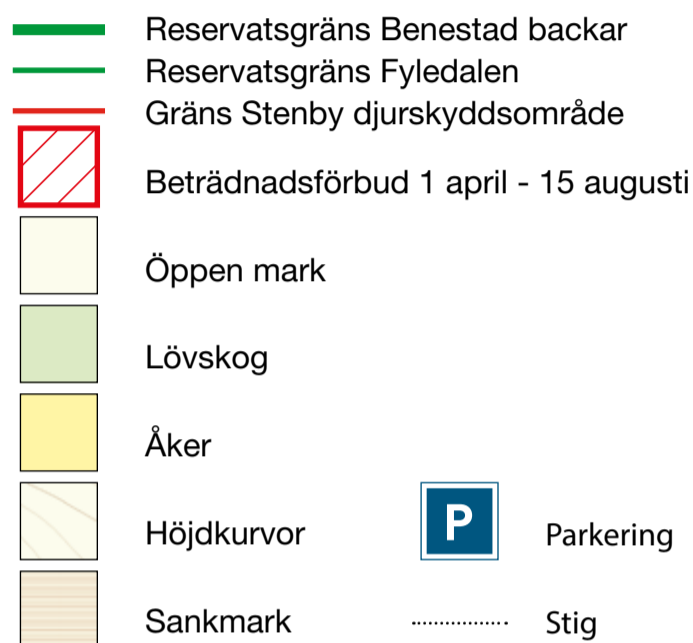 Reservatsgräns Benestad backar
Reservatsgräns Fyledalen
Gräns Stenby djurskyddsområde
Beträdnadsförbud 1 april - 15 augusti
Öppen mark
Lövskog
Åker
Höjdkurvor
P
Parkering
Sankmark
Stig